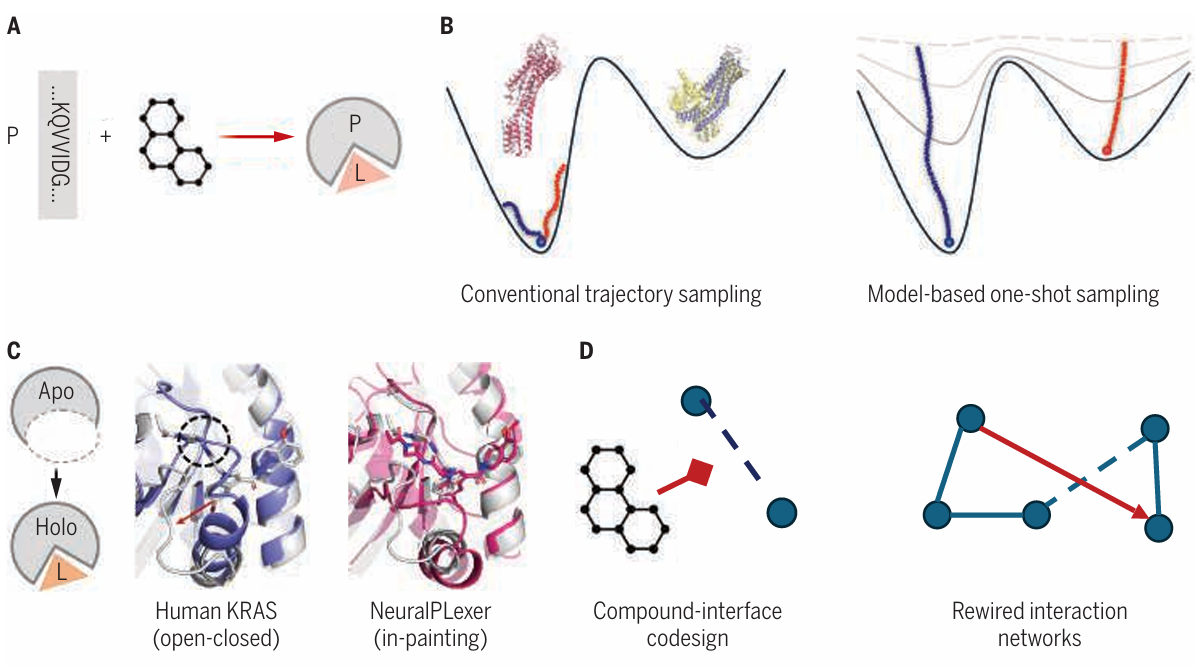 A
P
...KQVVIDG...
+
P
L
B
Conventional trajectory sampling
Model-based one-shot sampling
C
Apo
Holo
L
Human KRAS
(open-closed)
NeuralPLexer
(in-painting)
D
Compound-interface
codesign
Rewired interaction
networks